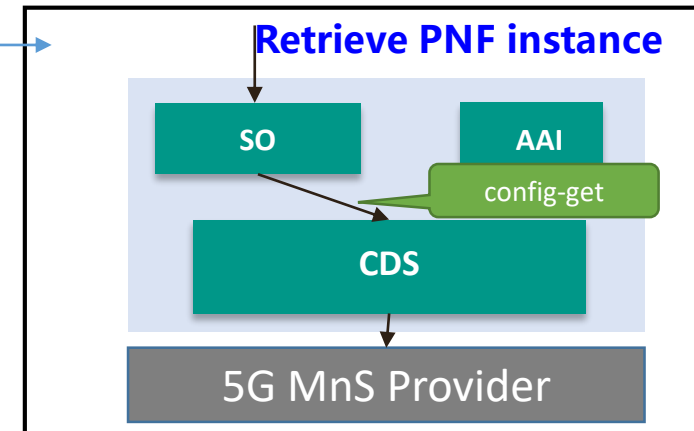 Retrieve PNF instance
SO
AAI
config-get
CDS
5G MnS Provider